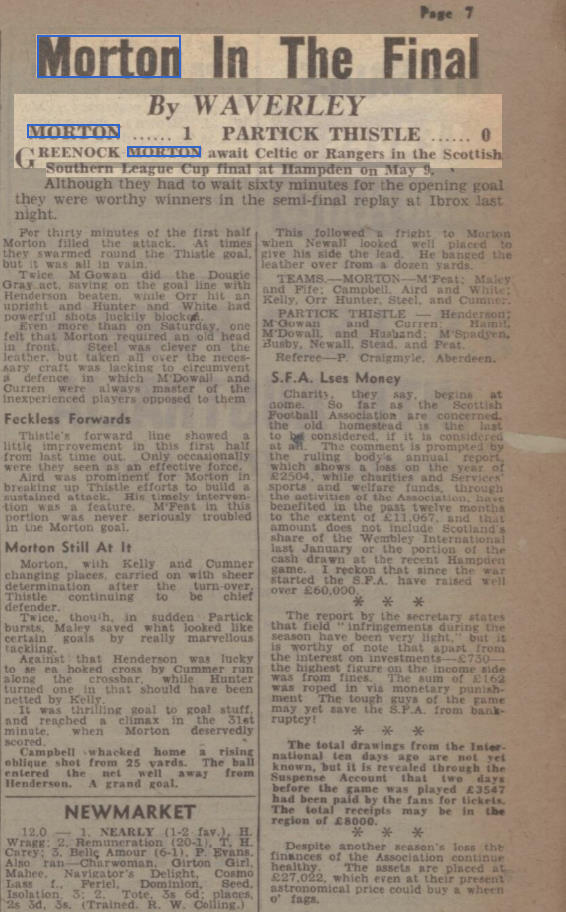 Page 7
Morton In The Final
By WAVERLEY
MORTON ...... 1 PARTICK THISTLE ...... 0
GREENOCK MORTON await Celtic or Rangers in the Scottish
Southern League Cup final at Hampden on May 9.
Although they had to wait sixty minutes for the opening goal
they were worthy winners in the semi-final replay at Ibrox last
night.
For thirty minutes of the first half
Morton filled the attack. At times
they swarmed round the Thistle goal,
but it was all in vain.
Twice M'Gowan did the Dougie
Gray act, saving on the goal line with
Henderson beaten, while Orr hit an
upright and Hunter and White had
powerful shots luckily blocked.
Even more than on Saturday, one
felt that Morton required an old head
in front. Steel was clever on the
leather, but taken all over the neces-
sary craft was lacking to circumvent
a defence in which M'Dowall and
Curren were always master of the
inexperienced players opposed to them
Feckless Forwards
Thistle's forward line showed a
little improvement in this first half
from last time out. Only occasionally
were they seen as an effective force.
Aird was prominent for Morton in
breaking up Thistle efforts to build a
sustained attack. His timely interven-
tion was a feature. M'Feat in this
portion was never seriously troubled
in the Morton goal.
Morton Still At It
Morton, with Kelly and Cumner
changing places, carried on with sheer
determination after the turn-over,
Thistle continuing to be chief
defender.
Twice, though, in sudden Partick
bursts, Maley saved what looked like
certain goals by really marvellous
tackling.
Against that Henderson was lucky
to se ea hoked cross by Cummer run
along the crossbar, while Hunter
turned one in that should have been
netted by Kelly.
It was thrilling goal to goal stuff,
and reached a climax in the 31st
minute, when Morton deservedly
scored.
Campbell whacked home a rising
oblique shot from 25 yards. The ball
entered the net well away from
Henderson. A grand goal.
NEWMARKET
12.0 — 1. NEARLY (1-2 fav.), H.
Wragg; 2. Remuneration (20-1), T. H.
Carey; 3. Belle Amour (6-1), P. Evans.
Also ran—Charwoman, Girton Girl,
Mahee, Navigator's Delight, Cosmo
Lass f., Feriel, Dominion, Seed,
Isolation. 3; 2. Tote, 3s 6d; places,
2s 3d, 3s. (Trained, R. W. Colling.)
This followed a fright to Morton
when Newall looked well placed to
give his side the lead. He banged the
leather over from a dozen yards.
TEAMS.—MORTON—M'Feat; Maley
and Fife; Campbell, Aird and White;
Kelly, Orr Hunter, Steel, and Cumner.
PARTICK THISTLE — Henderson;
M'Gowan and Curren; Hamil,
M'Dowall, and Husband; M'Spadyen,
Busby, Newall, Stead, and Peat.
Referee—P. Craigmyle, Aberdeen.
S.F.A. Lses Money
Charity, they say, begins at
nome. So far as the Scottish
Football Association are concerned,
the old homestead is the last
to be considered, if it is considered
at all. The comment is prompted by
the ruling body's annual report,
which shows a loss on the year of
£2504, while charities and Services'
sports and welfare funds, through
the activities of the Association, have
benefited in the past twelve months
to the extent of £11,067, and that
amount does not include Scotland's
share of the Wembley International
last January or the portion of the
cash drawn at the recent Hampden
game. I reckon that since the war
started the S.F.A. have raised well
over £60,000.
* * *
The report by the secretary states
that field "infringements during the
season have been very light," but it
is worthy of note that apart from
the interest on investments—£730—
the highest figure on the income side
was from fines. The sum of £162
was roped in via monetary punish-
ment The tough guys of the game
may yet save the S.F.A. from bank-
ruptcy!
* * *
The total drawings from the Inter-
national ten days ago are not yet
known, but it is revealed through the
Suspense Account that two days
before the game was played £3547
had been paid by the fans for tickets.
The total receipts may be in the
region of £8000.
* * *
Despite another season's loss the
finances of the Association continue
healthy. The assets are placed at
£27,022, which even at their present
astronomical price could buy a wheen
o' fags.